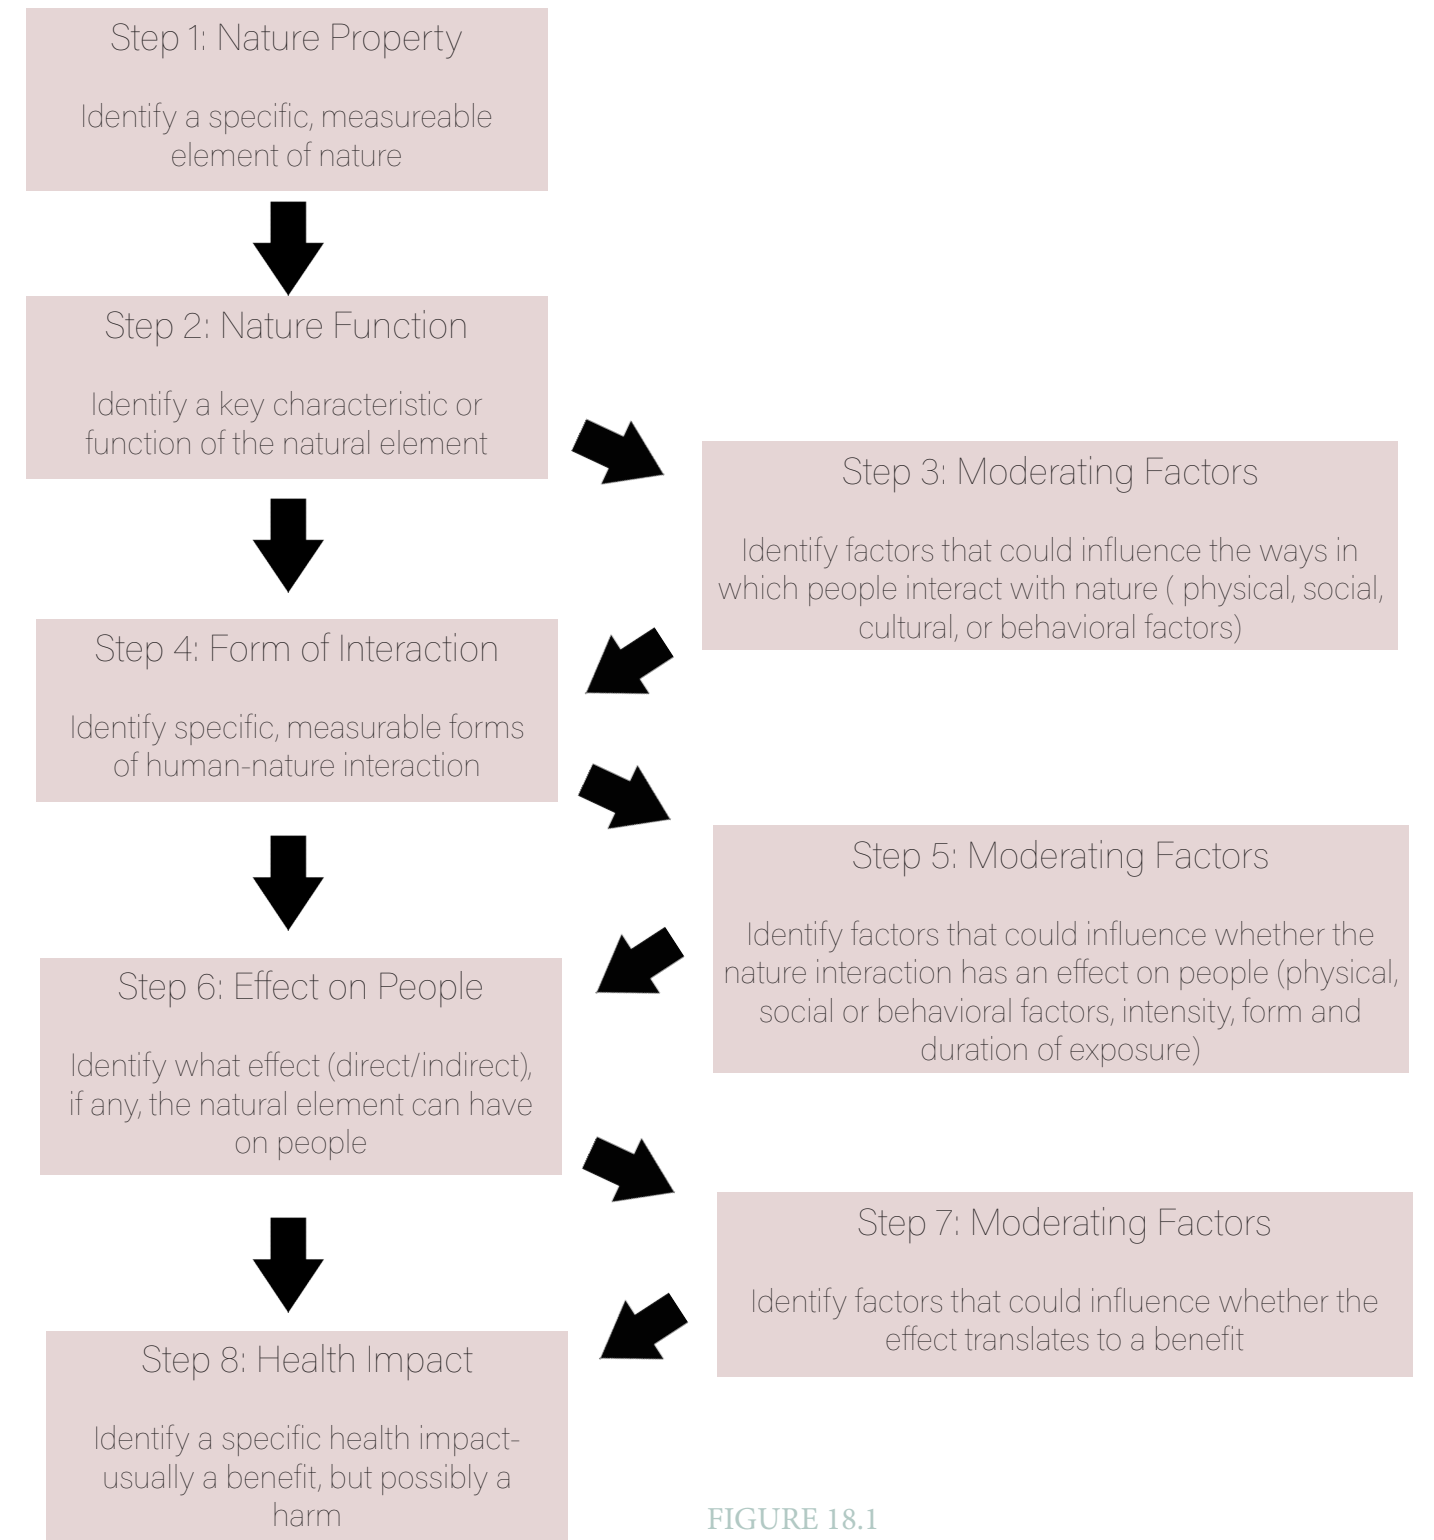 Step 1: Nature Property
Identify a specific, measureable
element of nature
Step 2: Nature Function
Identify a key characteristic or
function of the natural element
Step 3: Moderating Factors
Identify factors that could influence the ways in
which people interact with nature ( physical, social,
cultural, or behavioral factors)
Step 4: Form of Interaction
Identify specific, measurable forms
of human-nature interaction
Step 5: Moderating Factors
Identify factors that could influence whether the
nature interaction has an effect on people (physical,
social or behavioral factors, intensity, form and
duration of exposure)
Step 6: Effect on People
Identify what effect (direct/indirect),
if any, the natural element can have
on people
Step 7: Moderating Factors
Identify factors that could influence whether the
effect translates to a benefit
Step 8: Health Impact
Identify a specific health impact-
usually a benefit, but possibly a
harm
FIGURE 18.1